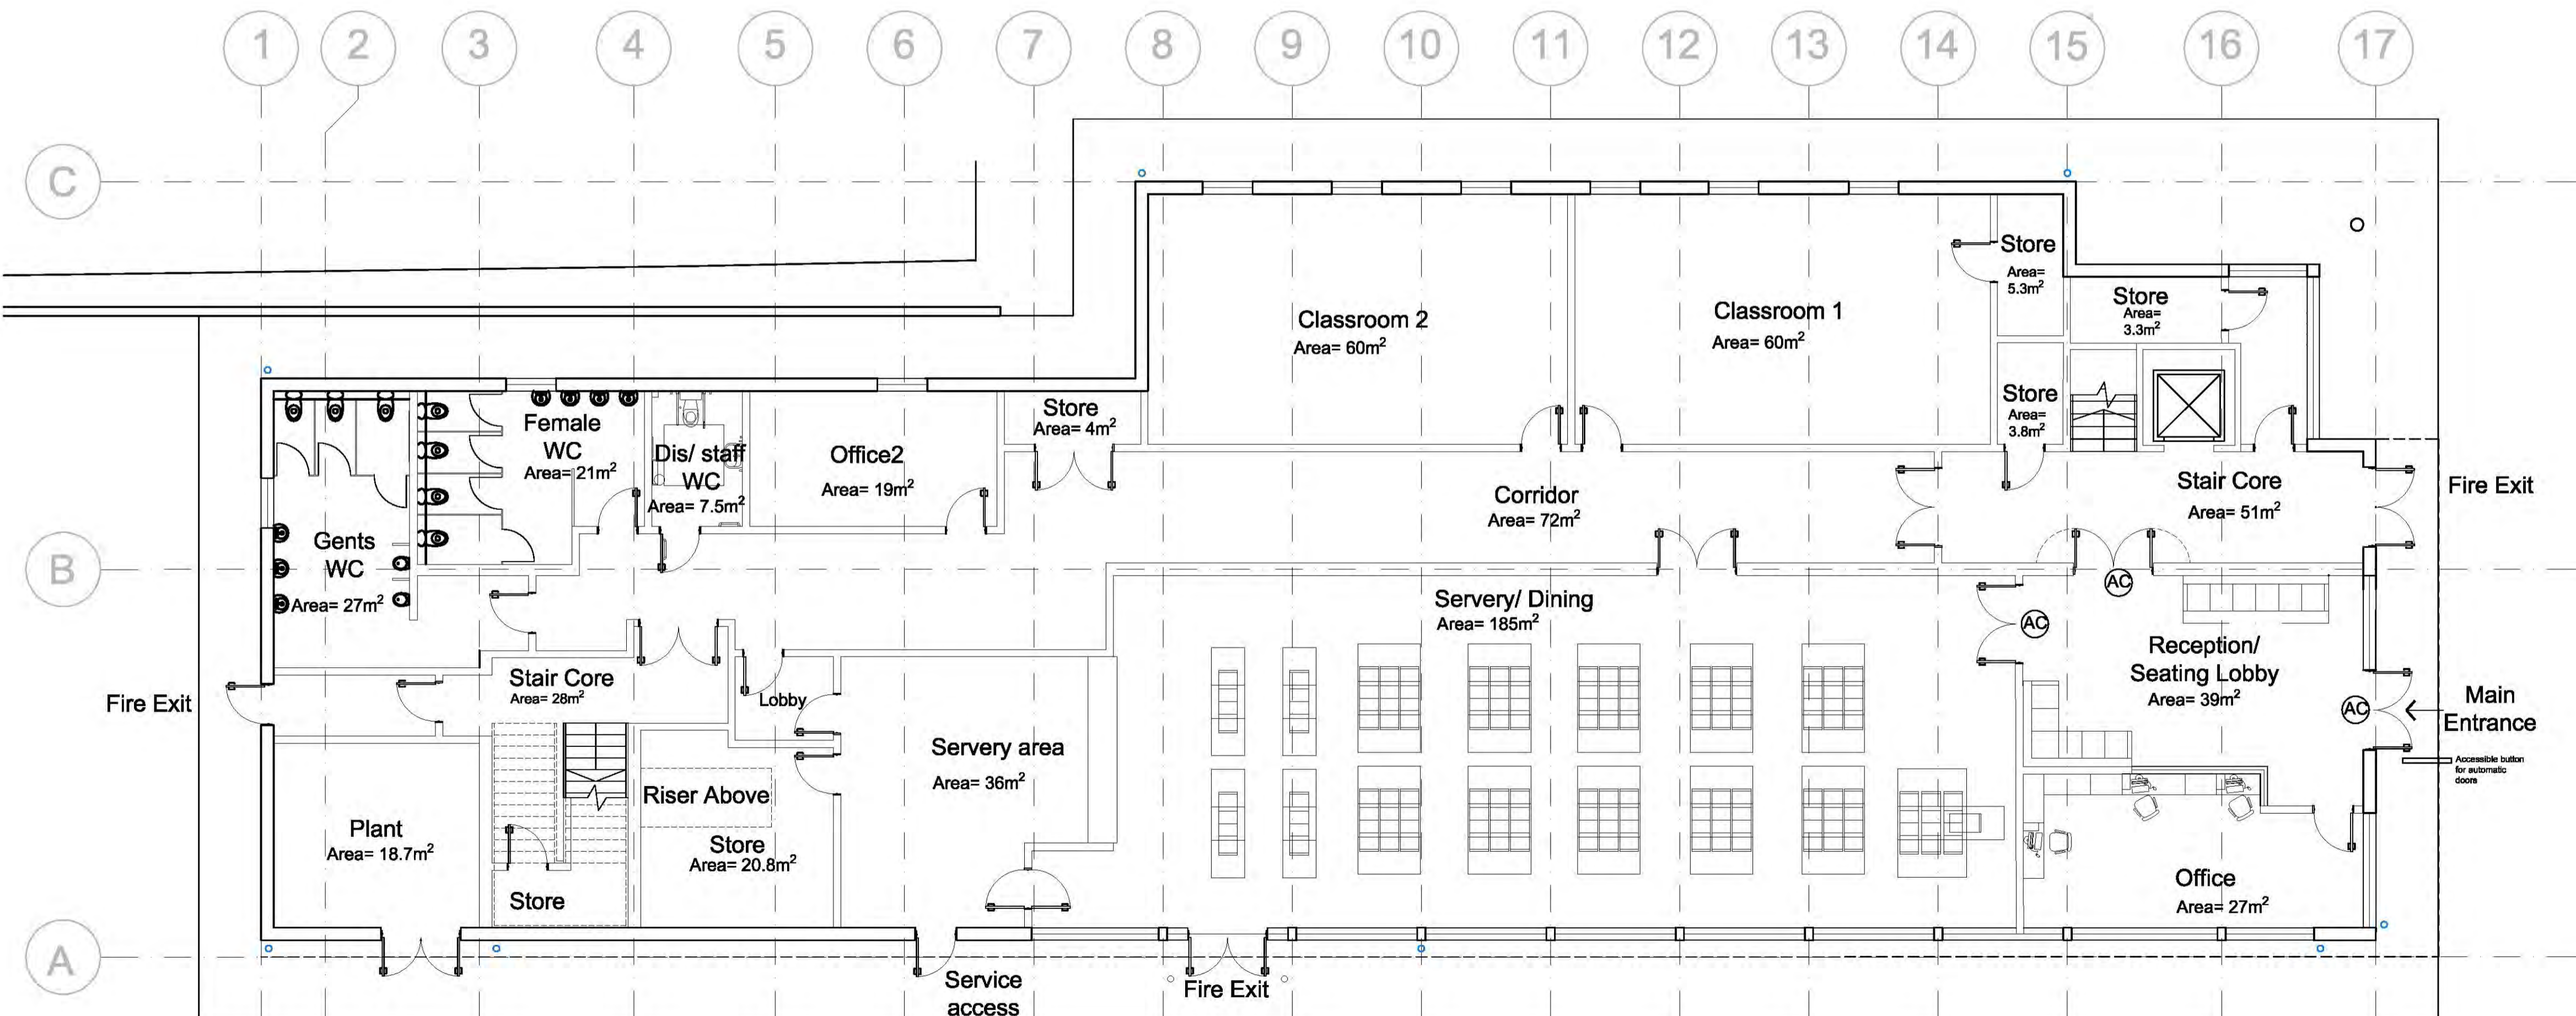 1 2 3 4 5 6 7 8 9 10 11 12 13 14 15 16 17
C
Store
Area=
5.3m²
Store
Area=
3.3m²
Classroom 2
Area= 60m²
Classroom 1
Area= 60m²
Store
Area=
3.8m²
Store
Area= 4m²
Female
WC
Area= 21m²
Dis/ staff
WC
Area= 7.5m²
Office2
Area= 19m²
Corridor
Area= 72m²
Stair Core
Area= 51m²
Fire Exit
Gents
WC
Area= 27m²
B
AC
Servery/ Dining
Area= 185m²
AC
Reception/
Seating Lobby
Area= 39m²
Stair Core
Area= 28m²
Fire Exit
Lobby
AC
Main
Entrance
Accessible button
for automatic
doors
Servery area
Area= 36m²
Riser Above
Plant
Area= 18.7m²
Store
Area= 20.8m²
Store
Office
Area= 27m²
A
Service
access
Fire Exit